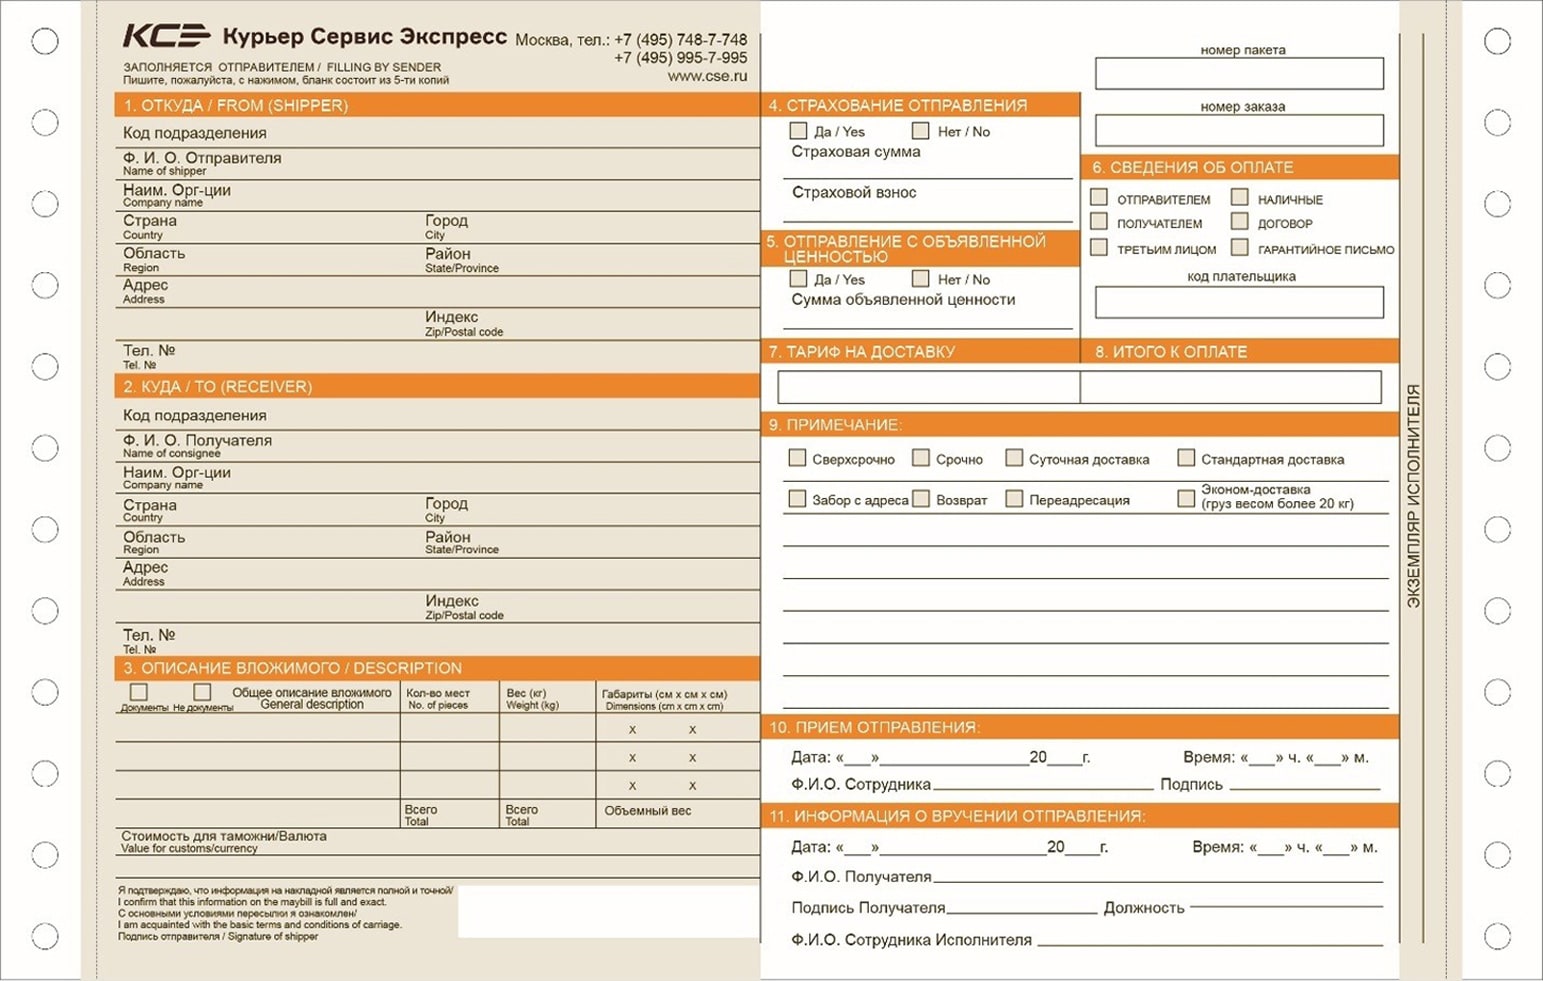 КСЭ Курьер Сервис Экспресс Москва, тел.: +7 (495) 748-7-748
+7 (495) 995-7-995
www.cse.ru
ЗАПОЛНЯЕТСЯ ОТПРАВИТЕЛЕМ / FILLING BY SENDER
Пишите, пожалуйста, с нажимом, бланк состоит из 5-ти копий
1. ОТКУДА / FROM (SHIPPER)
Код подразделения
Ф. И. О. Отправителя
Name of shipper
Наим. Орг-ции
Company name
Страна Город
Country City
Область Район
Region State/Province
Адрес
Address
Индекс
Zip/Postal code
Тел. №
Tel. №
2. КУДА / TO (RECEIVER)
Код подразделения
Ф. И. О. Получателя
Name of consignee
Наим. Орг-ции
Company name
Страна Город
Country City
Область Район
Region State/Province
Адрес
Address
Индекс
Zip/Postal code
Тел. №
Tel. №
3. ОПИСАНИЕ ВЛОЖИМОГО / DESCRIPTION
Документы Не документы
Общее описание вложимого
General description
Кол-во мест
No. of pieces
Вес (кг)
Weight (kg)
Габариты (см x см x см)
Dimensions (cm x cm x cm)
x x
x x
x x
Всего
Total
Всего
Total
Объемный вес
Стоимость для таможни/Валюта
Value for customs/currency
Я подтверждаю, что информация на накладной является полной и точной/
I confirm that this information on the maybill is full and exact.
С основными условиями пересылки я ознакомлен/
I am acquainted with the basic terms and conditions of carriage.
Подпись отправителя / Signature of shipper
4. СТРАХОВАНИЕ ОТПРАВЛЕНИЯ
Да / Yes Нет / No
Страховая сумма
Страховой взнос
5. ОТПРАВЛЕНИЕ С ОБЪЯВЛЕННОЙ
ЦЕННОСТЬЮ
Да / Yes Нет / No
Сумма объявленной ценности
номер пакета
номер заказа
6. СВЕДЕНИЯ ОБ ОПЛАТЕ
ОТПРАВИТЕЛЕМ НАЛИЧНЫЕ
ПОЛУЧАТЕЛЕМ ДОГОВОР
ТРЕТЬИМ ЛИЦОМ ГАРАНТИЙНОЕ ПИСЬМО
код плательщика
7. ТАРИФ НА ДОСТАВКУ 8. ИТОГО К ОПЛАТЕ
9. ПРИМЕЧАНИЕ:
Сверхсрочно Срочно Суточная доставка Стандартная доставка
Забор с адреса Возврат Переадресация Эконом-доставка
(груз весом более 20 кг)
10. ПРИЕМ ОТПРАВЛЕНИЯ:
Дата: «___»__________________20____г. Время: «___» ч. «___» м.
Ф.И.О. Сотрудника__________________________ Подпись __________________
11. ИНФОРМАЦИЯ О ВРУЧЕНИИ ОТПРАВЛЕНИЯ:
Дата: «___»____________________20____г. Время: «___» ч. «___» м.
Ф.И.О. Получателя____________________________________________________
Подпись Получателя__________________ Должность ______________________
Ф.И.О. Сотрудника Исполнителя ________________________________________
ЭКЗЕМПЛЯР ИСПОЛНИТЕЛЯ